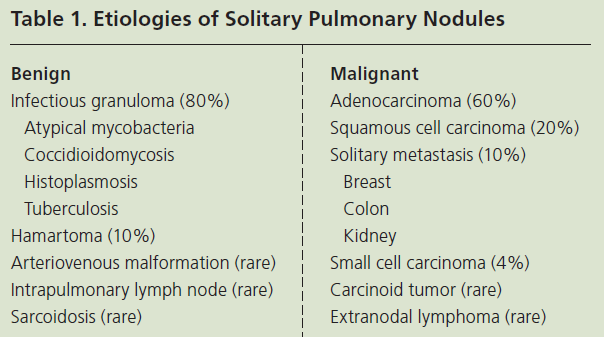 Table 1. Etiologies of Solitary Pulmonary Nodules
Benign
Infectious granuloma (80%)
Atypical mycobacteria
Coccidioidomycosis
Histoplasmosis
Tuberculosis
Hamartoma (10%)
Arteriovenous malformation (rare)
Intrapulmonary lymph node (rare)
Sarcoidosis (rare)
Malignant
Adenocarcinoma (60%)
Squamous cell carcinoma (20%)
Solitary metastasis (10%)
Breast
Colon
Kidney
Small cell carcinoma (4%)
Carcinoid tumor (rare)
Extranodal lymphoma (rare)